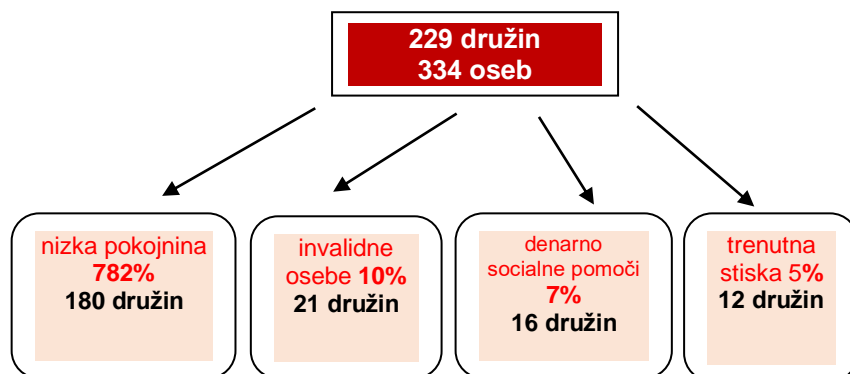 229 družin
334 oseb
nizka pokojnina
782%
180 družin
invalidne
osebe 10%
21 družin
denarno
socialne pomoči
7%
16 družin
trenutna
stiska 5%
12 družin